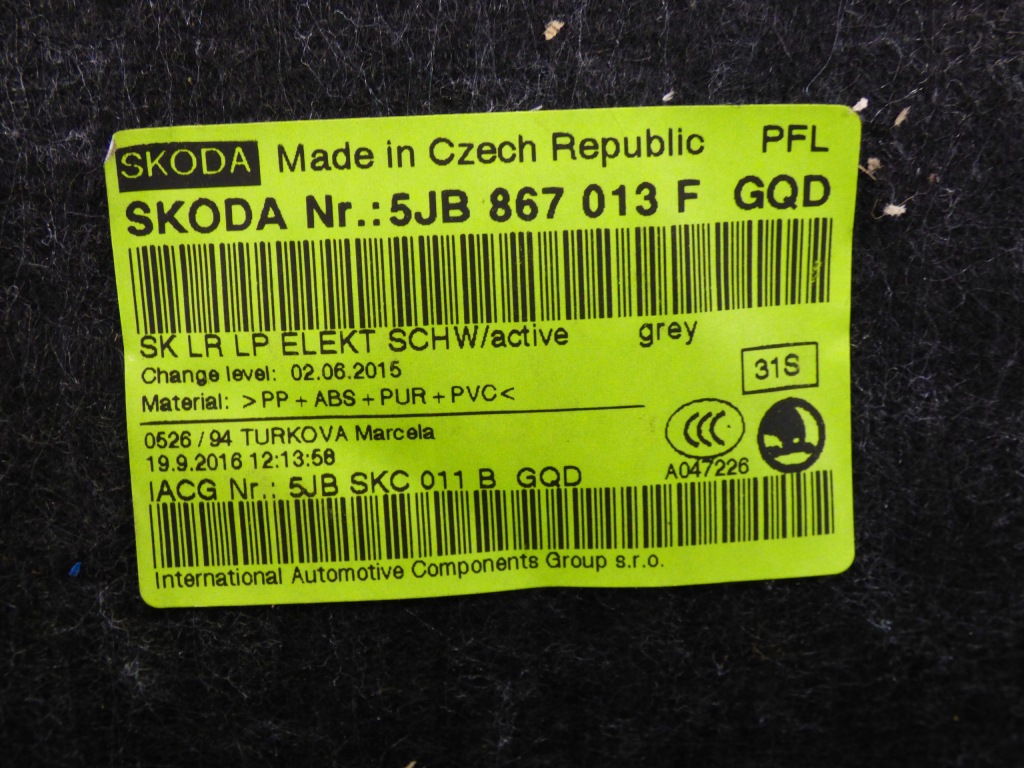 SKODA Made in Czech Republic PFL
SKODA Nr.: 5JB 867 013 F GQD
SK LR LP ELEKT SCHW/active grey
Change level: 02.06.2015
31S
Material: >PP + ABS + PUR + PVC<
0526 / 94 TURKOVA Marcela
CCC
19.9.2016 12:13:58
A047226
IACG Nr.: 5JB SKC 011 B GQD
International Automotive Components Group s.r.o.